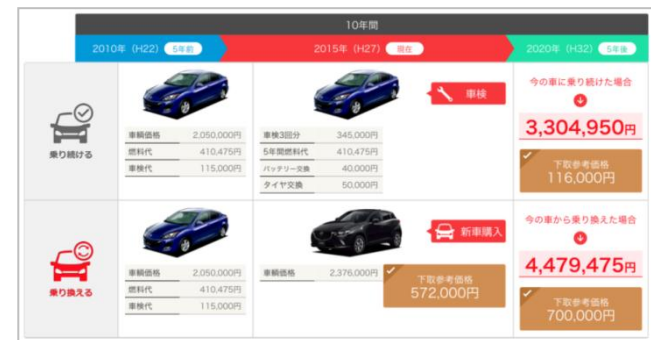 10年間
2010年（H22） 5年前
2015年（H27） 現在
2020年（H32） 5年後
乗り続ける
車輌価格 2,050,000円
燃料代 410,475円
車検代 115,000円
車検3回分 345,000円
5年間燃料代 410,475円
バッテリー交換 40,000円
タイヤ交換 50,000円
車検
今の車に乗り続けた場合
3,304,950円
下取参考価格
116,000円
乗り換える
車輌価格 2,050,000円
燃料代 410,475円
車検代 115,000円
車輌価格 2,376,000円
新車購入
下取参考価格
572,000円
今の車から乗り換えた場合
4,479,475円
下取参考価格
700,000円